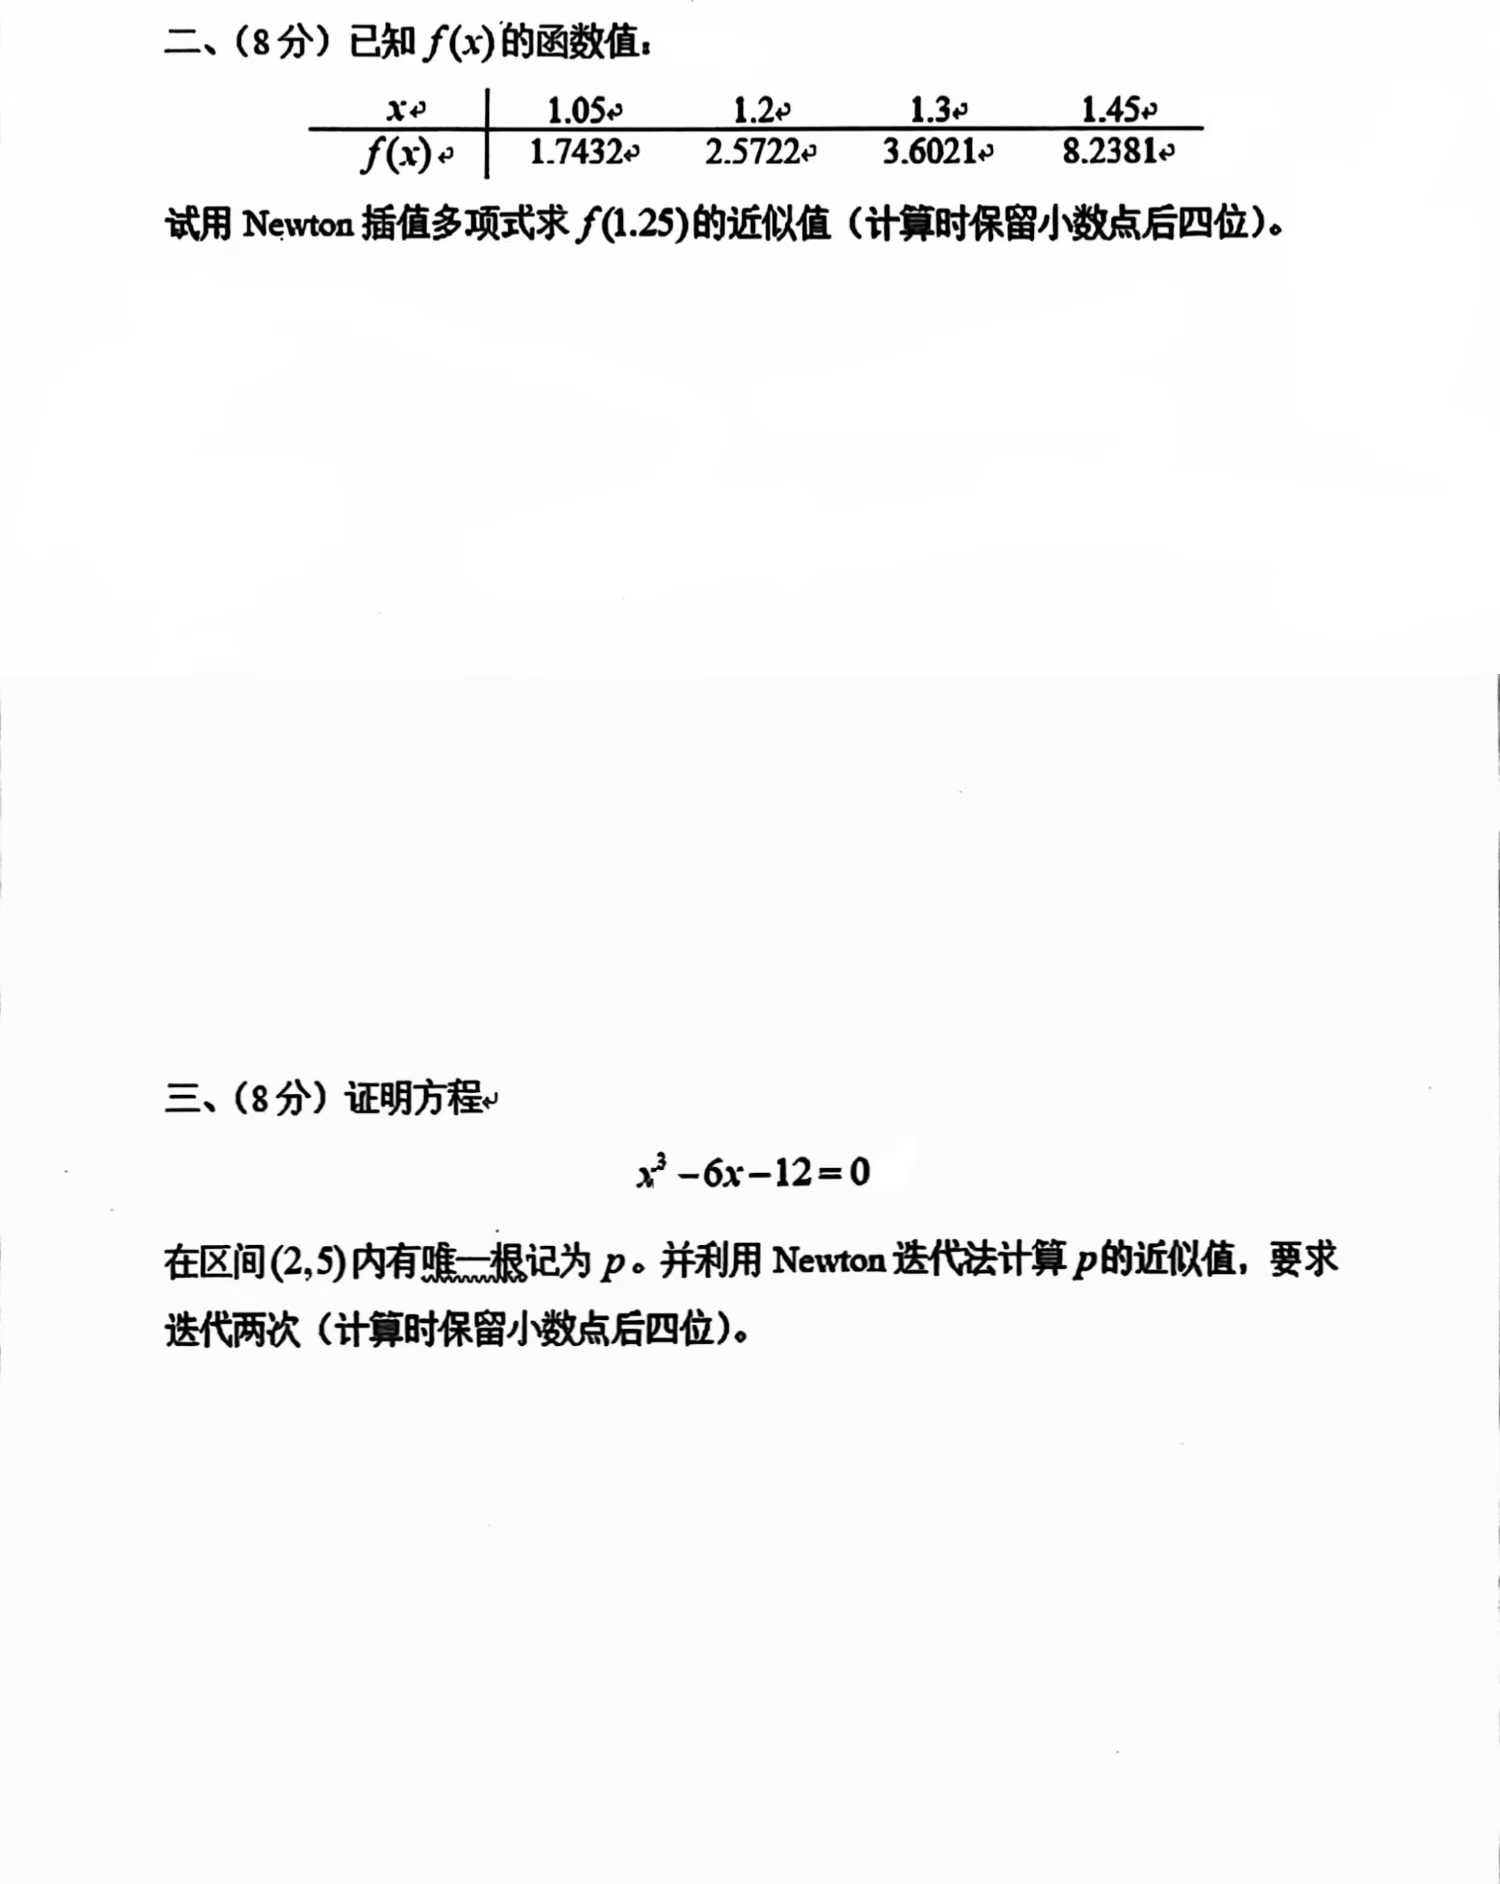 二、（8分）已知 f(x) 的函数值：
x↵ 1.05↵ 1.2↵ 1.3↵ 1.45↵
f(x)↵ 1.7432↵ 2.5722↵ 3.6021↵ 8.2381↵
试用 Newton 插值多项式求 f(1.25) 的近似值（计算时保留小数点后四位）。
三、（8分）证明方程↵
x³－6x－12＝0
在区间(2,5)内有唯一根记为 p。并利用 Newton 迭代法计算 p 的近似值，要求
迭代两次（计算时保留小数点后四位）。